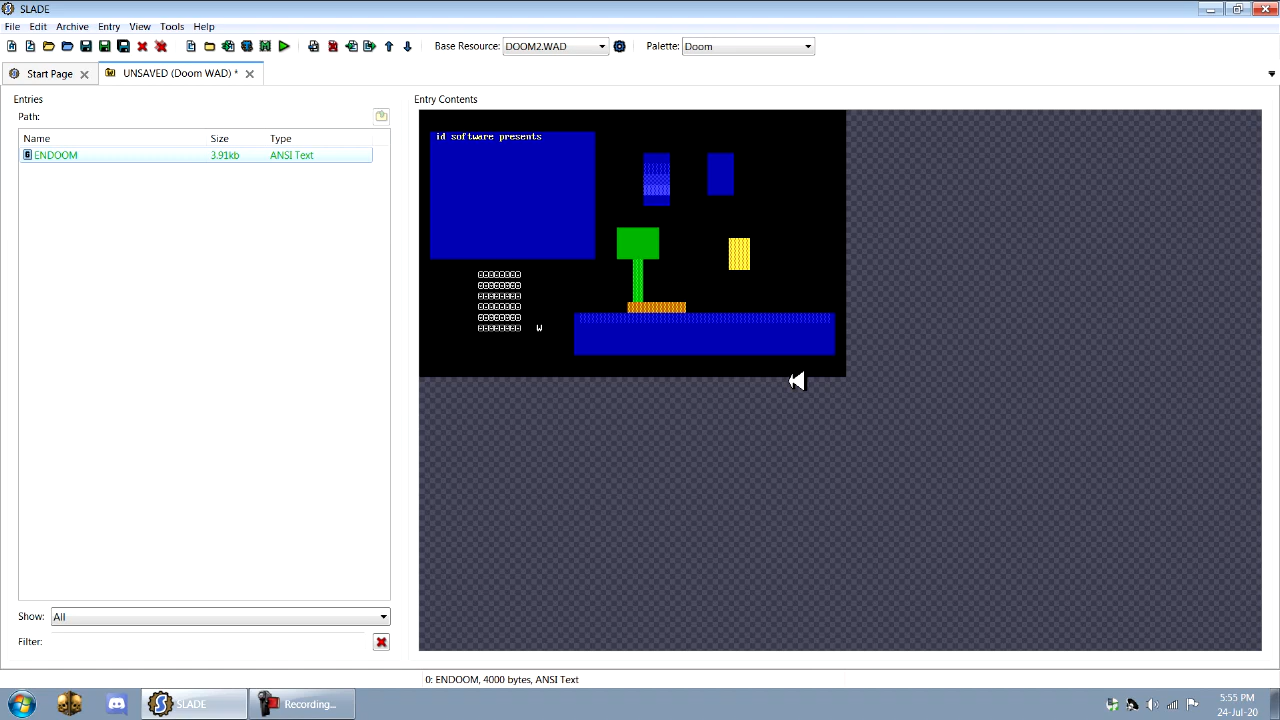 SLADE
File Edit Archive Entry View Tools Help
Base Resource: DOOM2.WAD Palette: Doom
Start Page UNSAVED (Doom WAD) *
Entries
Entry Contents
Path:
Name Size Type
ENDOOM 3.91kb ANSI Text
id software presents
W
Show: All
Filter:
0: ENDOOM, 4000 bytes, ANSI Text
SLADE Recording...
5:55 PM
24-Jul-20